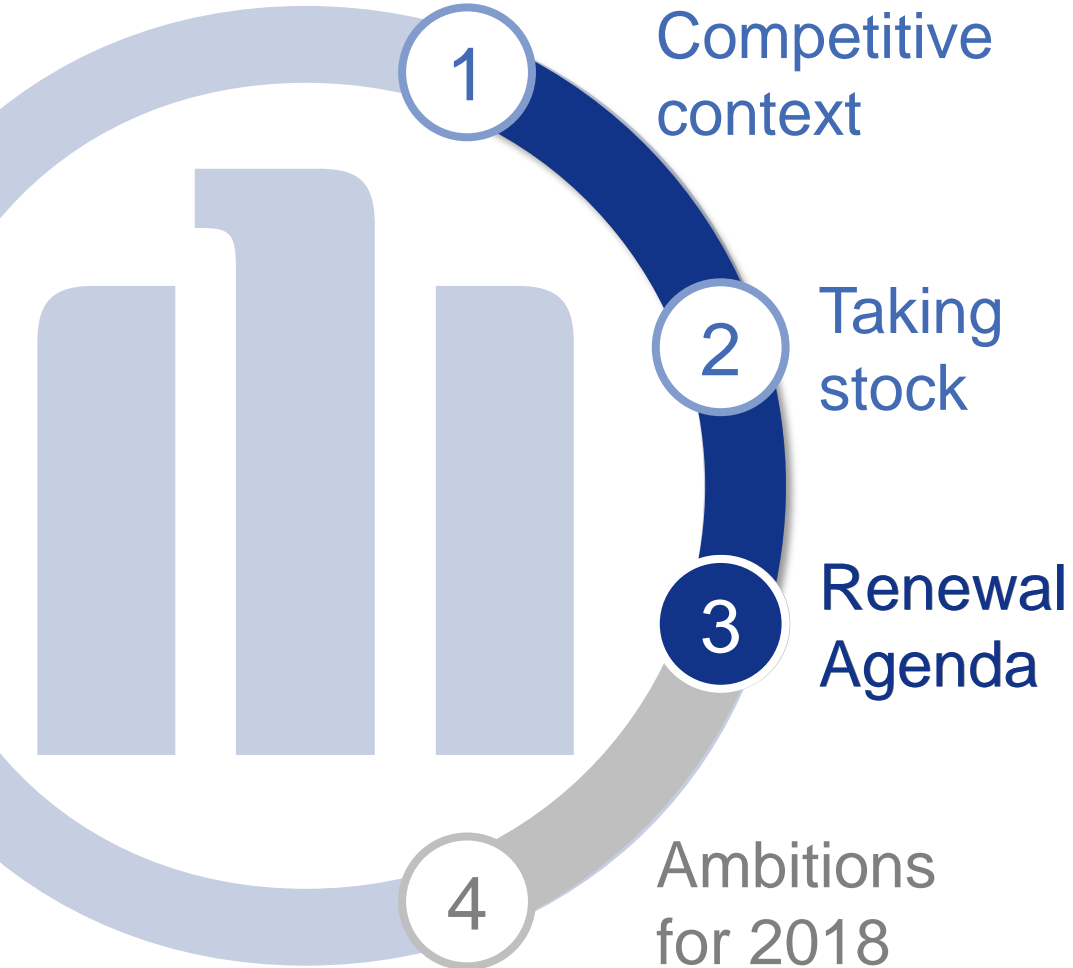 1
Competitive
context
2
Taking
stock
3
Renewal
Agenda
4
Ambitions
for 2018